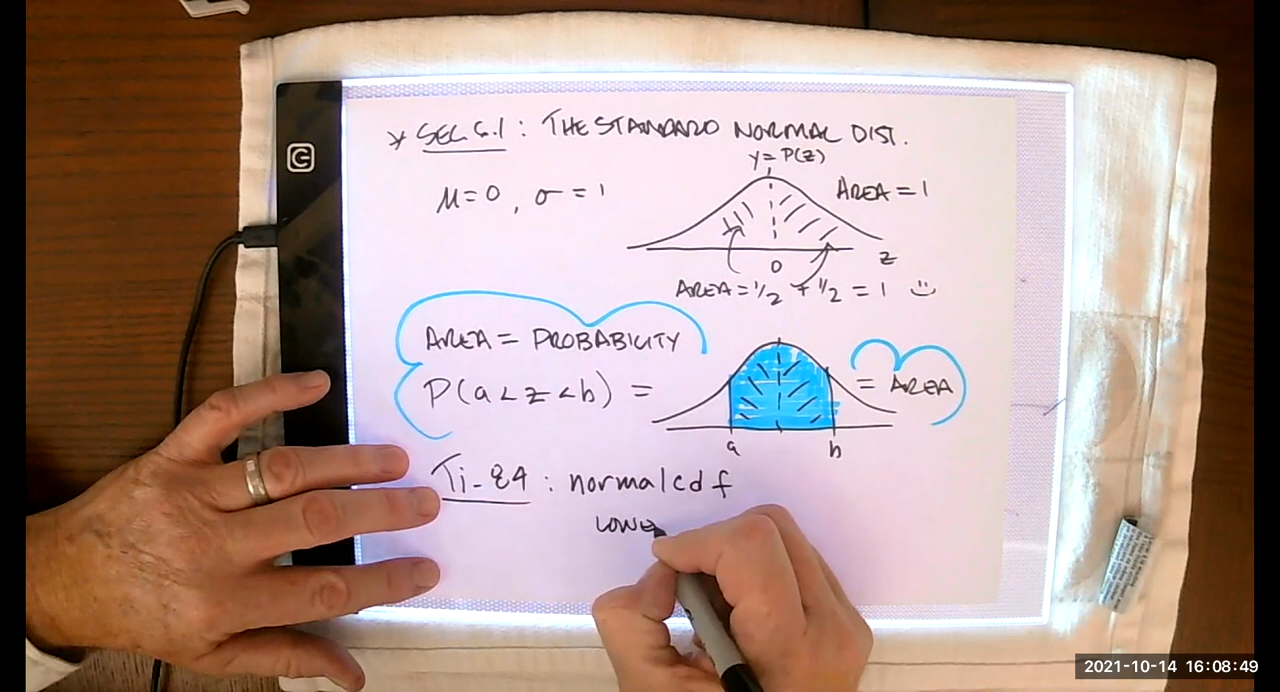 * SEC 6.1 : THE STANDARD NORMAL DIST.
y = P(z)
μ = 0 , σ = 1
AREA = 1
0
z
AREA = 1/2 + 1/2 = 1
AREA = PROBABILITY
P(a < z < b) =
= AREA
a
b
Ti-84 : normalcdf
LOWE
2021-10-14 16:08:49